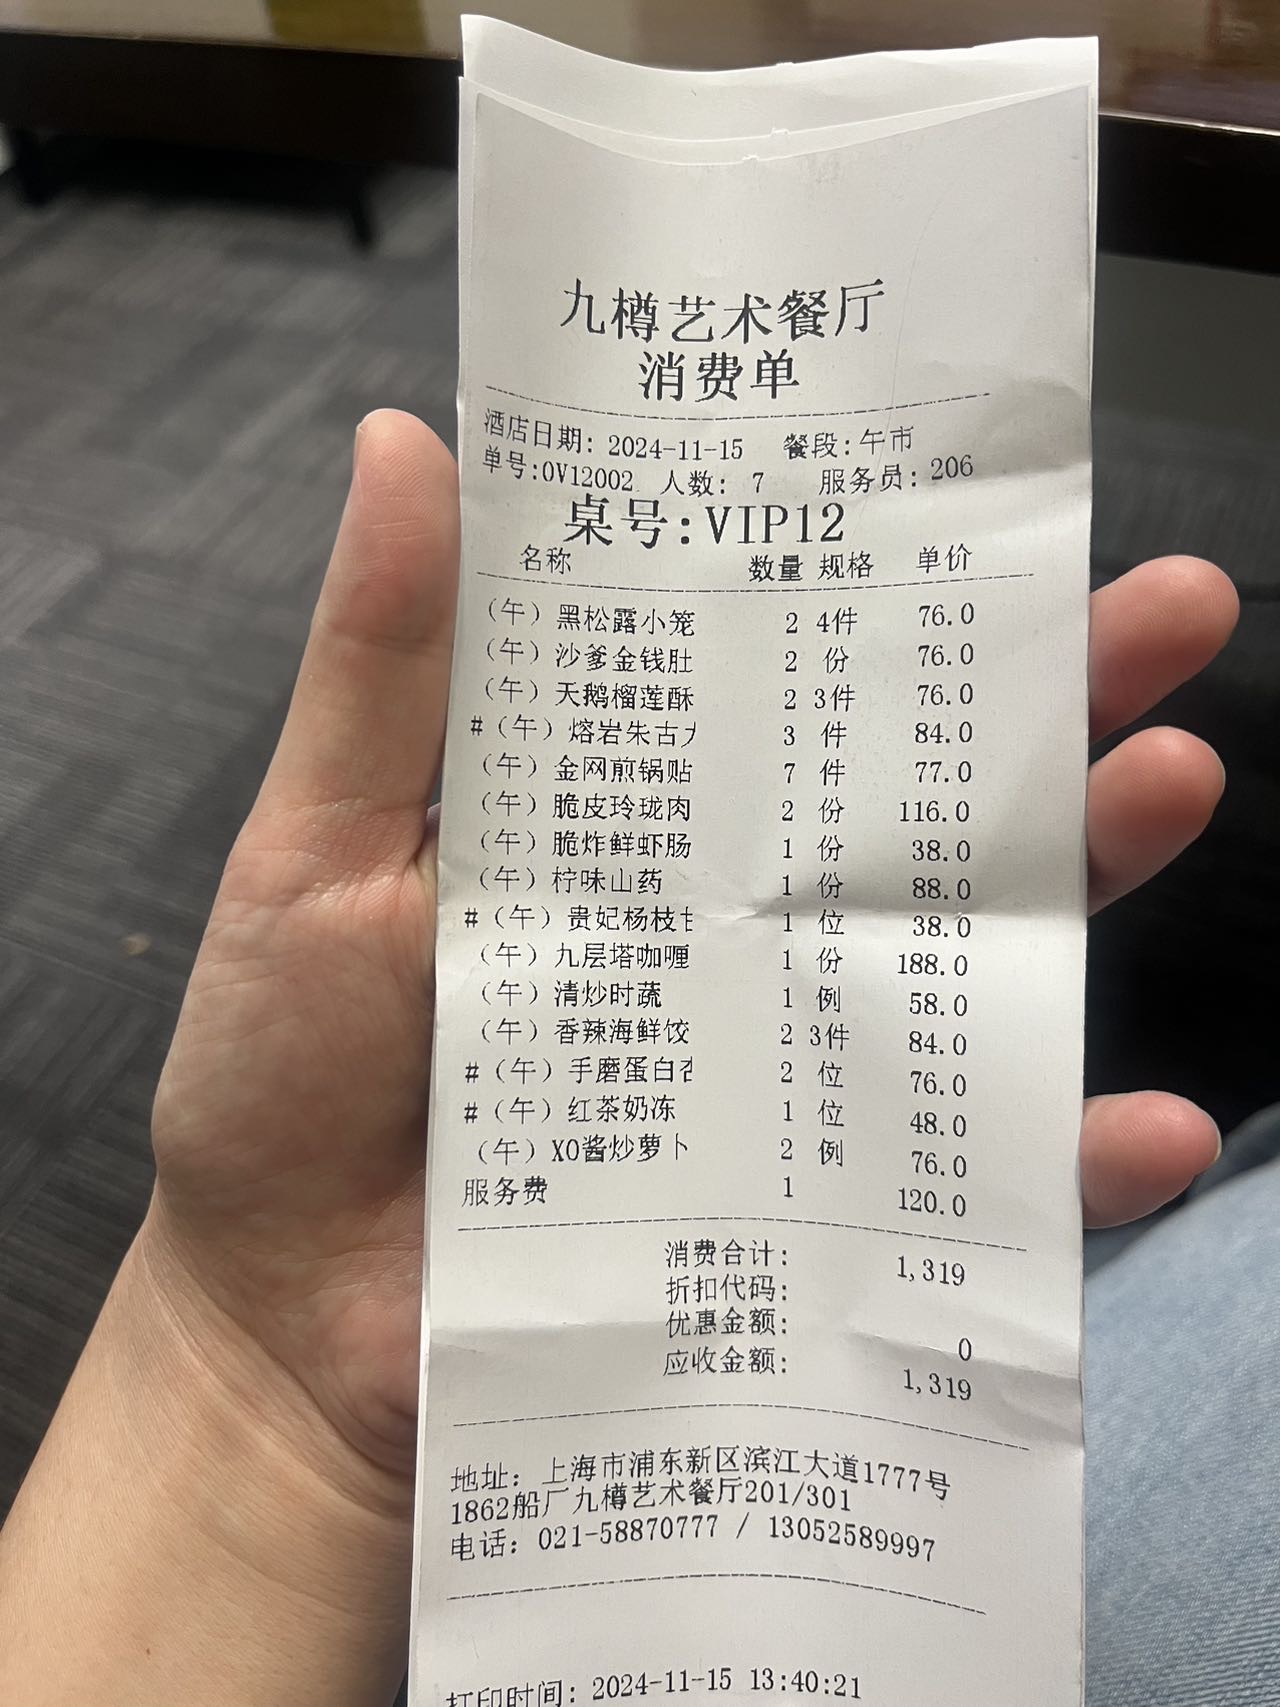 九樽艺术餐厅
消费单
酒店日期: 2024-11-15 餐段:午市
单号:0V12002 人数: 7 服务员:206
桌号:VIP12
名称 数量 规格 单价
(午)黑松露小笼 2 4件 76.0
(午)沙爹金钱肚 2 份 76.0
(午)天鹅榴莲酥 2 3件 76.0
#(午)熔岩朱古 3 件 84.0
(午)金网煎锅贴 7 件 77.0
(午)脆皮玲珑肉 2 份 116.0
(午)脆炸鲜虾肠 1 份 38.0
(午)柠味山药 1 份 88.0
#(午)贵妃杨枝 1 位 38.0
(午)九层塔咖喱 1 份 188.0
(午)清炒时蔬 1 例 58.0
(午)香辣海鲜饺 2 3件 84.0
#(午)手磨蛋白 2 位 76.0
#(午)红茶奶冻 1 位 48.0
(午)XO酱炒萝卜 2 例 76.0
服务费 1 120.0
消费合计: 1,319
折扣代码:
优惠金额: 0
应收金额: 1,319
地址: 上海市浦东新区滨江大道1777号
1862船厂九樽艺术餐厅201/301
电话: 021-58870777 / 13052589997
打印时间: 2024-11-15 13:40:21